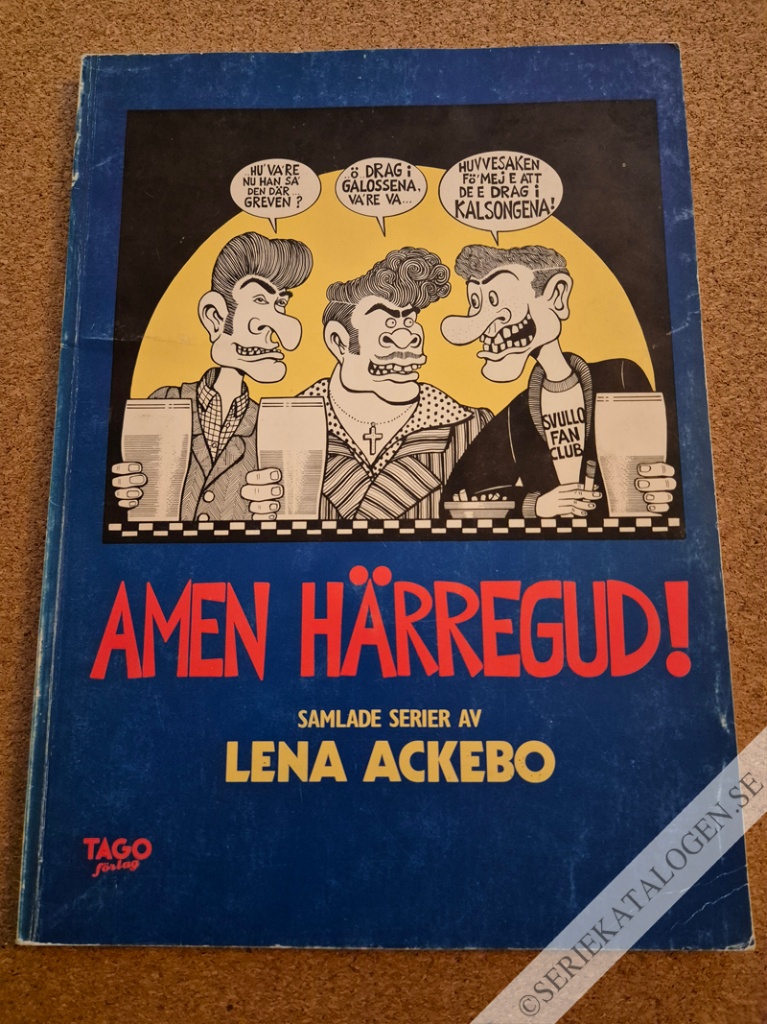 HU VA'RE
NU HAN SA'
DEN DÄR...
GREVEN?
..Ö DRAG i
GALOSSENA,
VA'RE VA...
HUVVESAKEN
FÖ'MEJ E ATT
DE E DRAG i
KALSONGENA!
SVULLO
FAN
CLUB
AMEN HÄRREGUD!
SAMLADE SERIER AV
LENA ACKEBO
TAGO
förlag
©SERIEKATALOGEN.SE